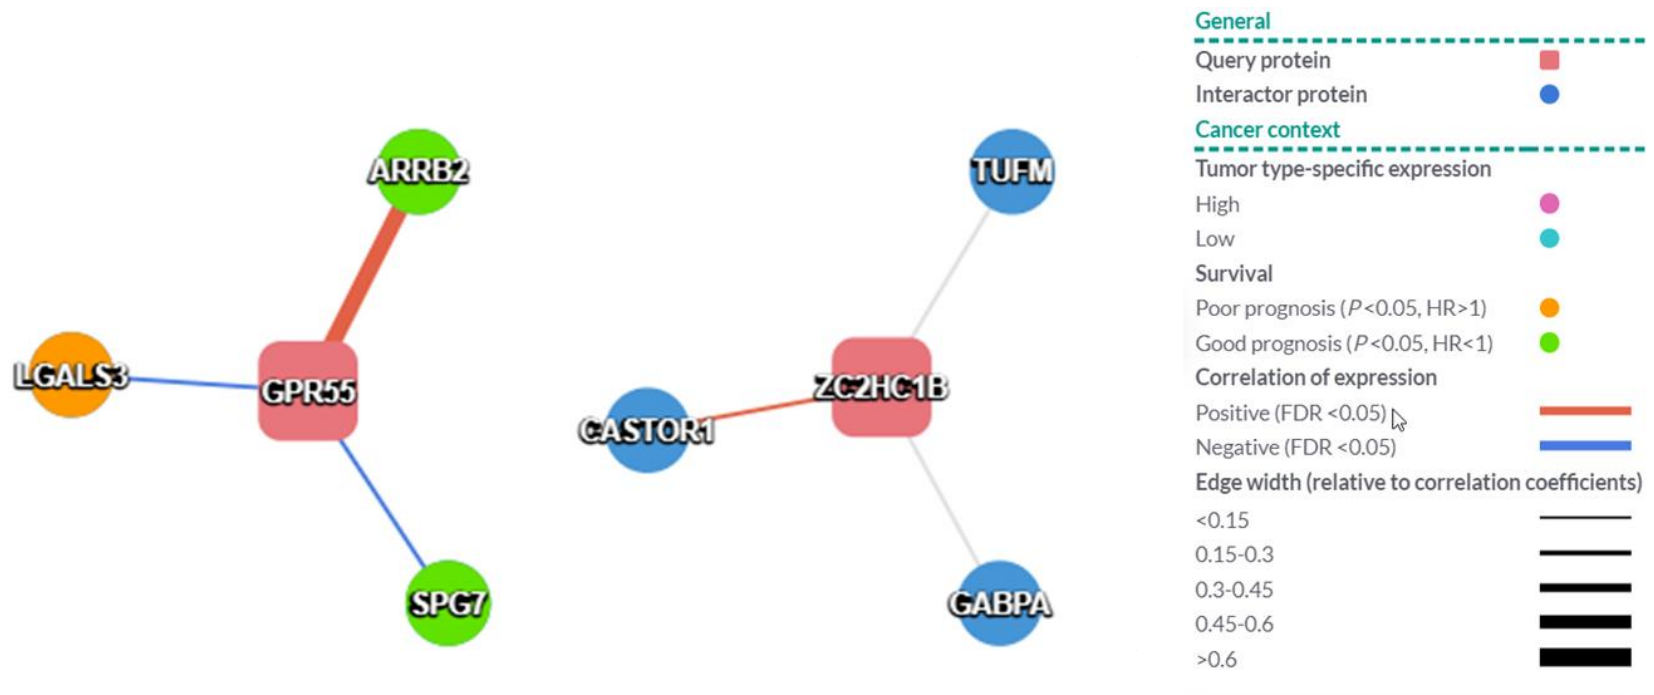 ARRB2
LGALS3
GPR55
SPG7
TUFM
ZC2HC1B
CASTOR1
GABPA
General
Query protein
Interactor protein
Cancer context
Tumor type-specific expression
High
Low
Survival
Poor prognosis (P<0.05, HR>1)
Good prognosis (P<0.05, HR<1)
Correlation of expression
Positive (FDR <0.05)
Negative (FDR <0.05)
Edge width (relative to correlation coefficients)
<0.15
0.15-0.3
0.3-0.45
0.45-0.6
>0.6